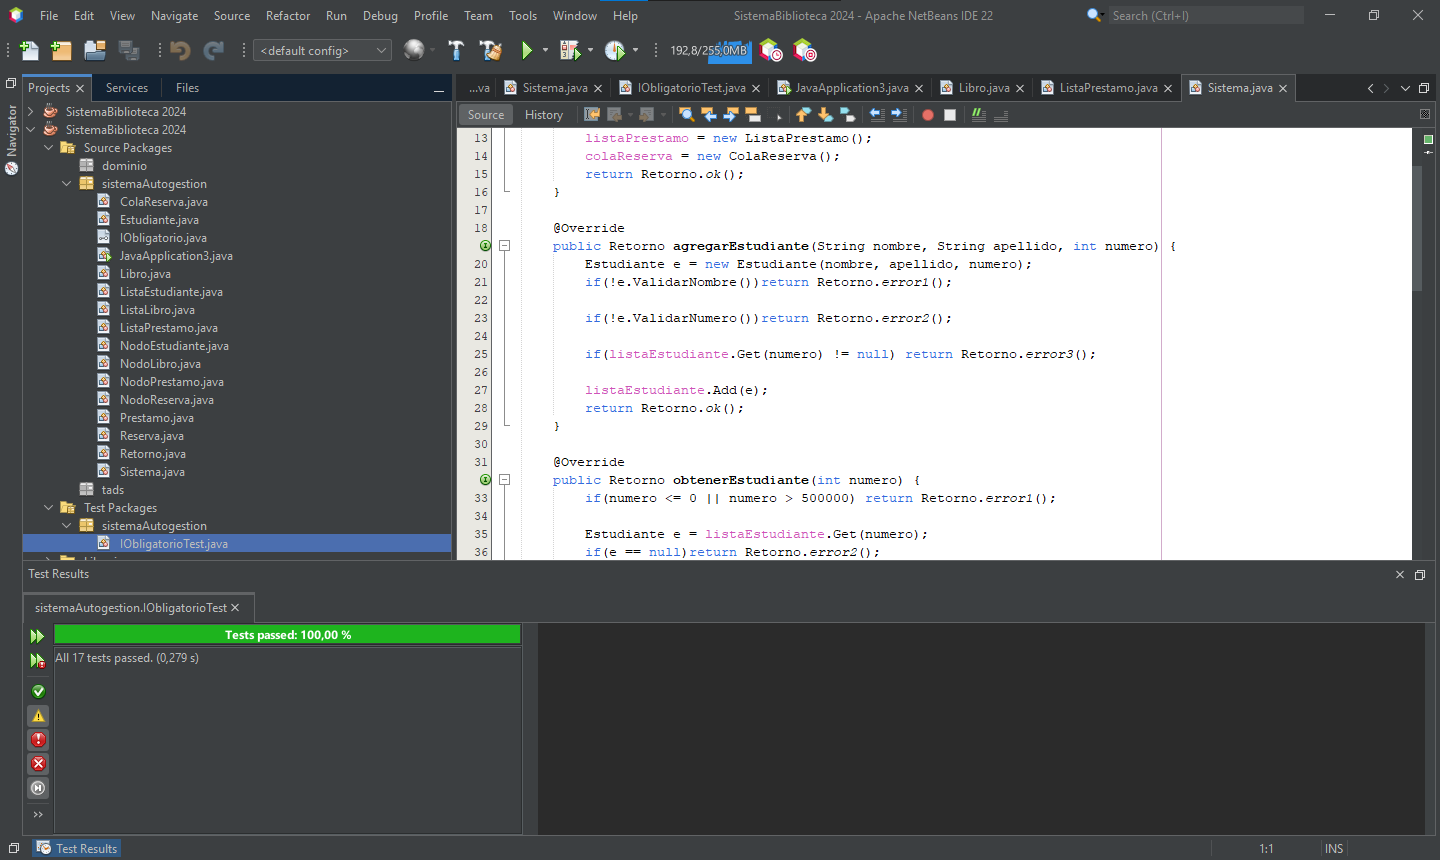 File Edit View Navigate Source Refactor Run Debug Profile Team Tools Window Help
SistemaBiblioteca 2024 - Apache NetBeans IDE 22
Search (Ctrl+I)
<default config>
192,8/255,0MB
Projects Services Files
...va Sistema.java IObligatorioTest.java JavaApplication3.java Libro.java ListaPrestamo.java Sistema.java
Navigator
Source History
SistemaBiblioteca 2024
SistemaBiblioteca 2024
Source Packages
dominio
sistemaAutogestion
ColaReserva.java
Estudiante.java
IObligatorio.java
JavaApplication3.java
Libro.java
ListaEstudiante.java
ListaLibro.java
ListaPrestamo.java
NodoEstudiante.java
NodoLibro.java
NodoPrestamo.java
NodoReserva.java
Prestamo.java
Reserva.java
Retorno.java
Sistema.java
tads
Test Packages
sistemaAutogestion
IObligatorioTest.java
13 listaPrestamo = new ListaPrestamo();
14 colaReserva = new ColaReserva();
15 return Retorno.ok();
16 }
17
18 @Override
public Retorno agregarEstudiante(String nombre, String apellido, int numero) {
20 Estudiante e = new Estudiante(nombre, apellido, numero);
21 if(!e.ValidarNombre())return Retorno.error1();
22
23 if(!e.ValidarNumero())return Retorno.error2();
24
25 if(listaEstudiante.Get(numero) != null) return Retorno.error3();
26
27 listaEstudiante.Add(e);
28 return Retorno.ok();
29 }
30
31 @Override
public Retorno obtenerEstudiante(int numero) {
33 if(numero <= 0 || numero > 500000) return Retorno.error1();
34
35 Estudiante e = listaEstudiante.Get(numero);
36 if(e == null)return Retorno.error2();
Test Results
sistemaAutogestion.IObligatorioTest
Tests passed: 100,00 %
All 17 tests passed. (0,279 s)
Test Results
1:1
INS